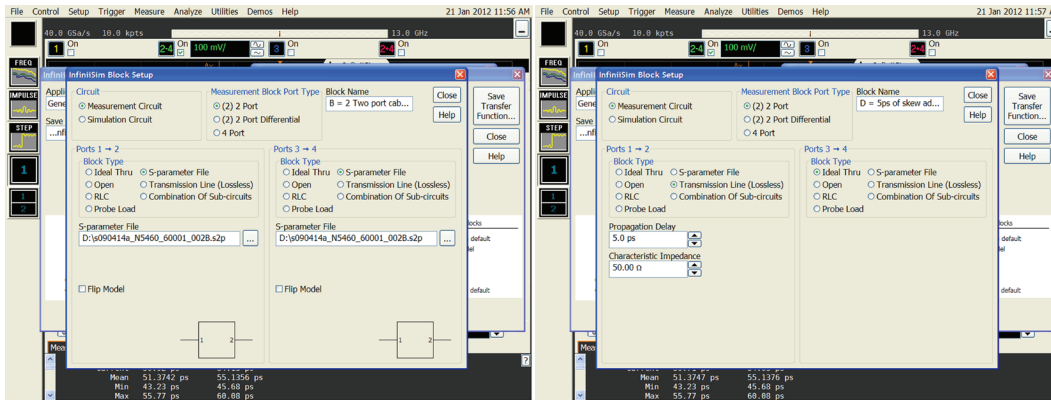 File Control Setup Trigger Measure Analyze Utilities Demos Help 21 Jan 2012 11:56 AM
40.0 GSa/s 10.0 kpts 13.0 GHz
1 On 2-4 On 100 mV/ 3 On 2-4 On
FREQ
IMPULSE
STEP
1
1
2
InfiniiSim Block Setup
Save
Circuit
Measurement Circuit
Simulation Circuit
Measurement Block Port Type
(2) 2 Port
(2) 2 Port Differential
4 Port
Block Name
B = 2 Two port cab...
Close
Help
Save Transfer Function...
Close
Help
Ports 1 → 2
Block Type
Ideal Thru S-parameter File
Open Transmission Line (Lossless)
RLC Combination Of Sub-circuits
Probe Load
S-parameter File
D:\s090414a_N5460_60001_002B.s2p ...
Flip Model
1 2
Ports 3 → 4
Block Type
Ideal Thru S-parameter File
Open Transmission Line (Lossless)
RLC Combination Of Sub-circuits
Probe Load
S-parameter File
D:\s090414a_N5460_60001_002B.s2p ...
Flip Model
1 2
default
default
Mea
Mean 51.3742 ps 55.1356 ps
Min 43.23 ps 45.68 ps
Max 55.77 ps 60.08 ps
File Control Setup Trigger Measure Analyze Utilities Demos Help 21 Jan 2012 11:57
40.0 GSa/s 10.0 kpts 13.0 GHz
1 On 2-4 On 100 mV/ 3 On 2-4 On
FREQ
IMPULSE
STEP
1
1
2
InfiniiSim Block Setup
Save
Circuit
Measurement Circuit
Simulation Circuit
Measurement Block Port Type
(2) 2 Port
(2) 2 Port Differential
4 Port
Block Name
D = 5ps of skew ad...
Close
Help
Save Transfer Function...
Close
Help
Ports 1 → 2
Block Type
Ideal Thru S-parameter File
Open Transmission Line (Lossless)
RLC Combination Of Sub-circuits
Probe Load
Propagation Delay
5.0 ps
Characteristic Impedance
50.00 Ω
Ports 3 → 4
Block Type
Ideal Thru S-parameter File
Open Transmission Line (Lossless)
RLC Combination Of Sub-circuits
Probe Load
default
default
Mea
Mean 51.3747 ps 55.1376 ps
Min 43.23 ps 45.68 ps
Max 55.77 ps 60.08 ps